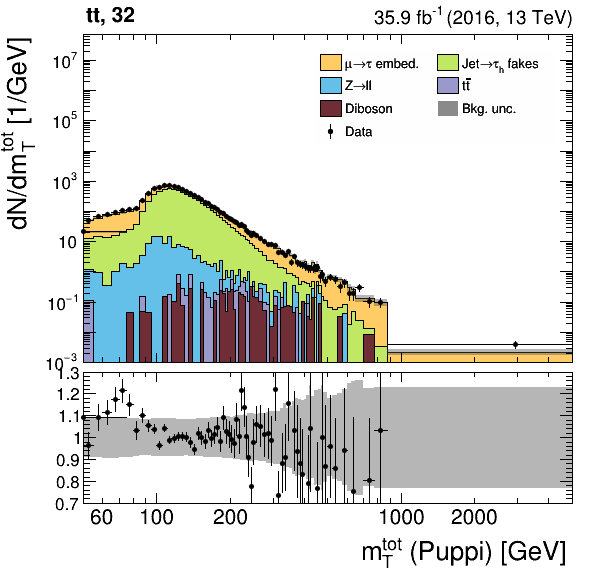 tt, 32 35.9 fb⁻¹ (2016, 13 TeV)
dN/dm_T^tot [1/GeV]
10⁷
10⁵
10³
10
10⁻¹
10⁻³
μ→τ embed. Jet→τ_h fakes
Z→ll tt̄
Diboson Bkg. unc.
Data
1.3
1.2
1.1
1
0.9
0.8
0.7
60 100 200 1000 2000
m_T^tot (Puppi) [GeV]